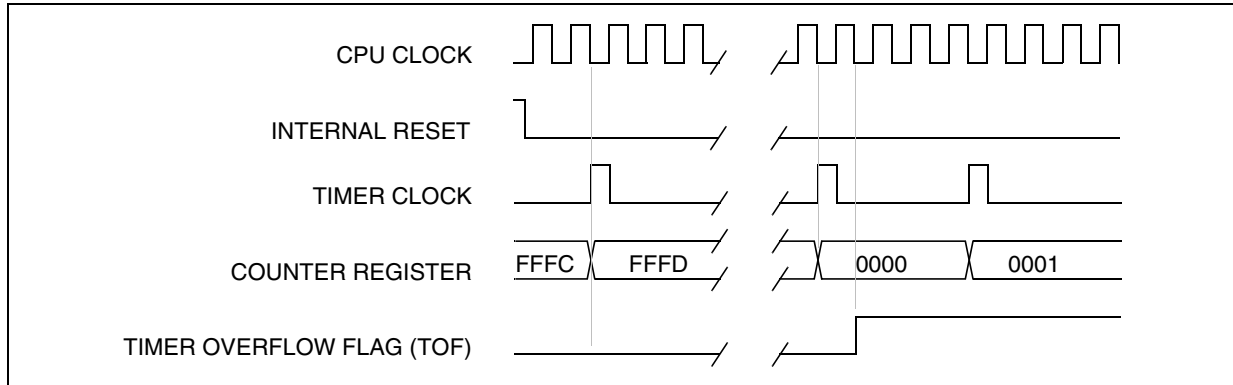 CPU CLOCK
INTERNAL RESET
TIMER CLOCK
COUNTER REGISTER
FFFC FFFD 0000 0001
TIMER OVERFLOW FLAG (TOF)